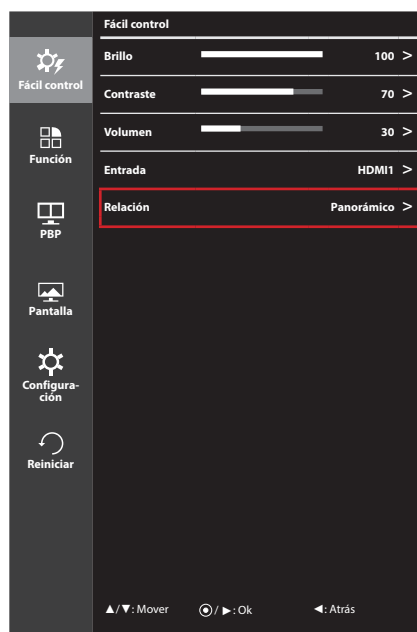 Fácil control
Fácil control
Función
PBP
Pantalla
Configura-
ción
Reiniciar
Brillo 100 >
Contraste 70 >
Volumen 30 >
Entrada HDMI1 >
Relación Panorámico >
▲/▼: Mover ◉/ ►: Ok ◄: Atrás